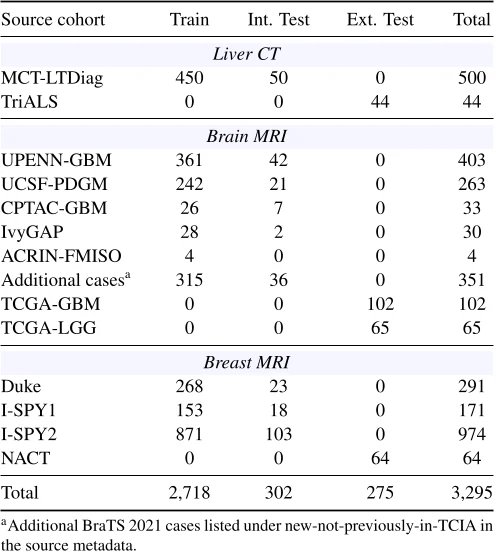 Source cohort Train Int. Test Ext. Test Total
Liver CT
MCT-LTDiag 450 50 0 500
TriALS 0 0 44 44
Brain MRI
UPENN-GBM 361 42 0 403
UCSF-PDGM 242 21 0 263
CPTAC-GBM 26 7 0 33
IvyGAP 28 2 0 30
ACRIN-FMISO 4 0 0 4
Additional casesᵃ 315 36 0 351
TCGA-GBM 0 0 102 102
TCGA-LGG 0 0 65 65
Breast MRI
Duke 268 23 0 291
I-SPY1 153 18 0 171
I-SPY2 871 103 0 974
NACT 0 0 64 64
Total 2,718 302 275 3,295
ᵃAdditional BraTS 2021 cases listed under new-not-previously-in-TCIA in
the source metadata.